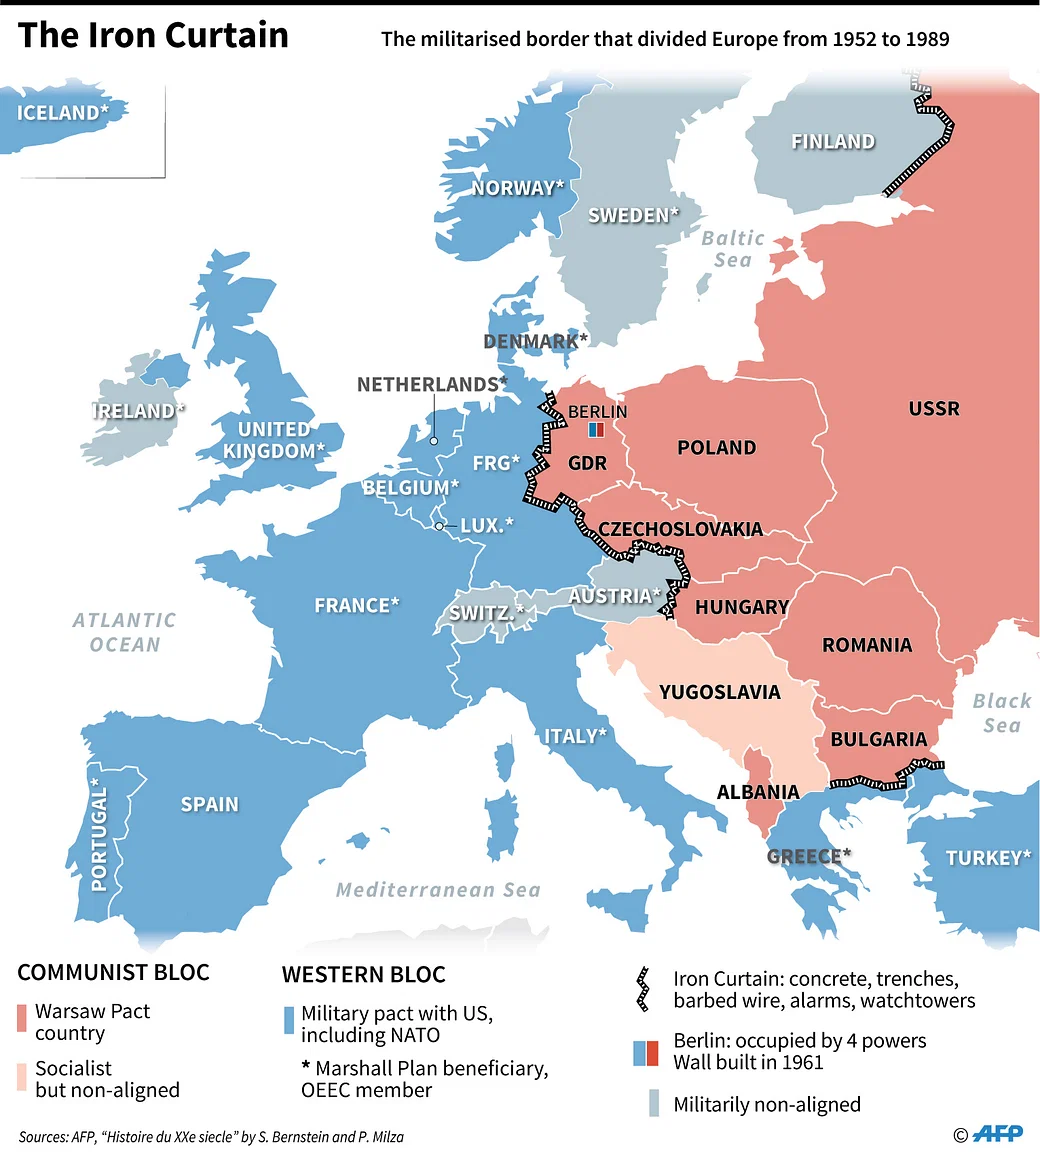 The Iron Curtain
The militarised border that divided Europe from 1952 to 1989
ICELAND*
FINLAND
NORWAY*
SWEDEN*
Baltic
Sea
DENMARK*
NETHERLANDS*
IRELAND*
UNITED
KINGDOM*
BERLIN
USSR
POLAND
FRG*
GDR
BELGIUM*
LUX.*
CZECHOSLOVAKIA
ATLANTIC
OCEAN
FRANCE*
SWITZ.*
AUSTRIA*
HUNGARY
ROMANIA
YUGOSLAVIA
Black
Sea
ITALY*
BULGARIA
ALBANIA
PORTUGAL*
SPAIN
GREECE*
TURKEY*
Mediterranean Sea
COMMUNIST BLOC
Warsaw Pact
country
Socialist
but non-aligned
WESTERN BLOC
Military pact with US,
including NATO
* Marshall Plan beneficiary,
OEEC member
Iron Curtain: concrete, trenches,
barbed wire, alarms, watchtowers
Berlin: occupied by 4 powers
Wall built in 1961
Militarily non-aligned
Sources: AFP, “Histoire du XXe siecle” by S. Bernstein and P. Milza
© AFP